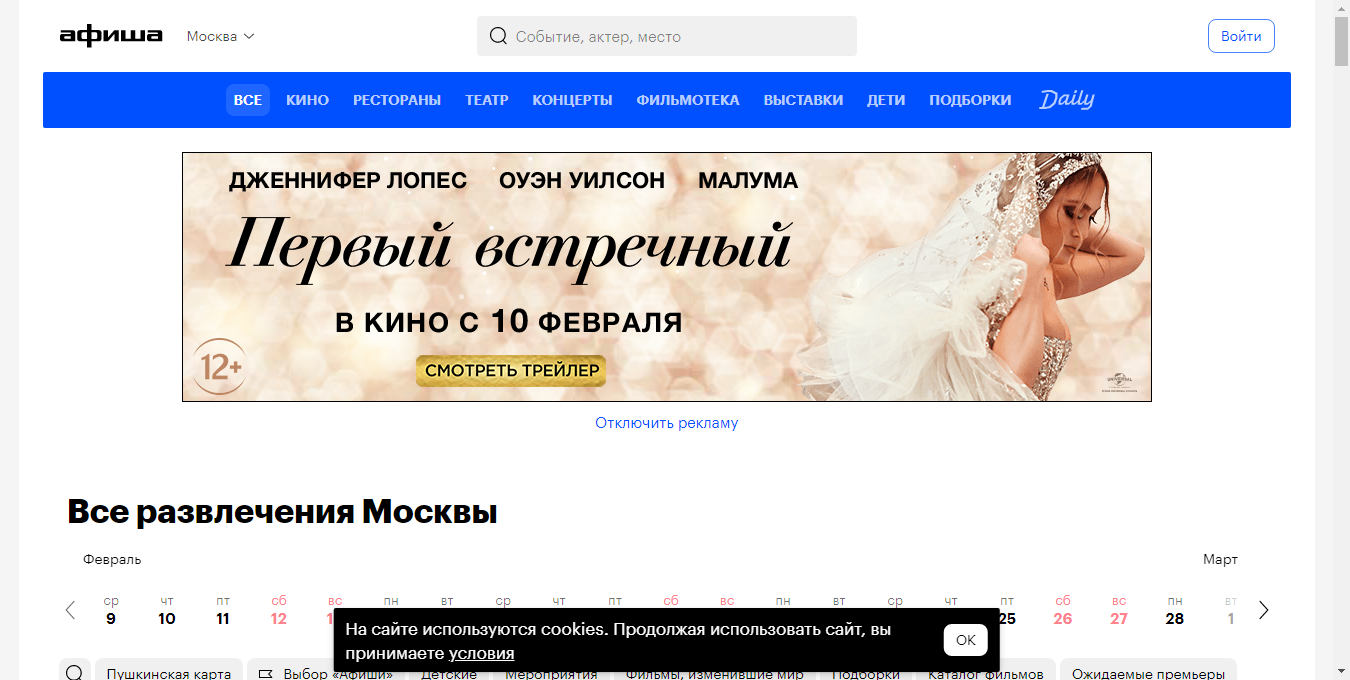 афиша
Москва
Событие, актер, место
Войти
ВСЕ КИНО РЕСТОРАНЫ ТЕАТР КОНЦЕРТЫ ФИЛЬМОТЕКА ВЫСТАВКИ ДЕТИ ПОДБОРКИ Daily
ДЖЕННИФЕР ЛОПЕС ОУЭН УИЛСОН МАЛУМА
Первый встречный
В КИНО С 10 ФЕВРАЛЯ
12+
СМОТРЕТЬ ТРЕЙЛЕР
UNIVERSAL
Отключить рекламу
Все развлечения Москвы
Февраль Март
ср чт пт сб вс пн вт ср чт пт сб вс пн вт ср чт пт сб вс пн вт
9 10 11 12 25 26 27 28 1
На сайте используются cookies. Продолжая использовать сайт, вы
принимаете условия
ОК
Пушкинская карта Выбор «Афиши» Детские Мероприятия Фильмы, изменившие мир Подборки Каталог фильмов Ожидаемые премьеры